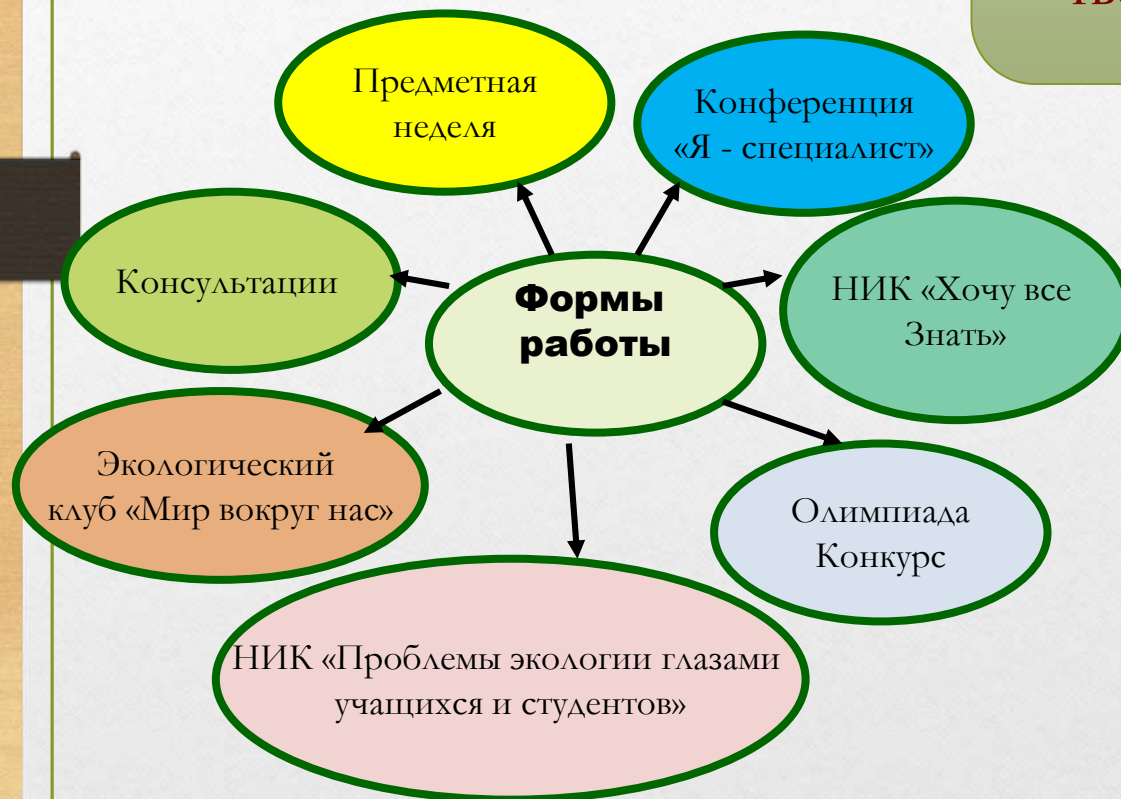 Предметная
неделя
Конференция
«Я - специалист»
Консультации
Формы
работы
НИК «Хочу все
Знать»
Экологический
клуб «Мир вокруг нас»
Олимпиада
Конкурс
НИК «Проблемы экологии глазами
учащихся и студентов»